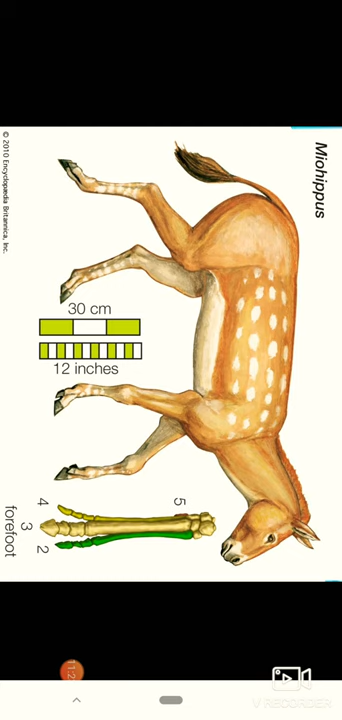 Miohippus
30 cm
12 inches
5
4
3
2
forefoot
© 2010 Encyclopædia Britannica, Inc.
V RECORDER